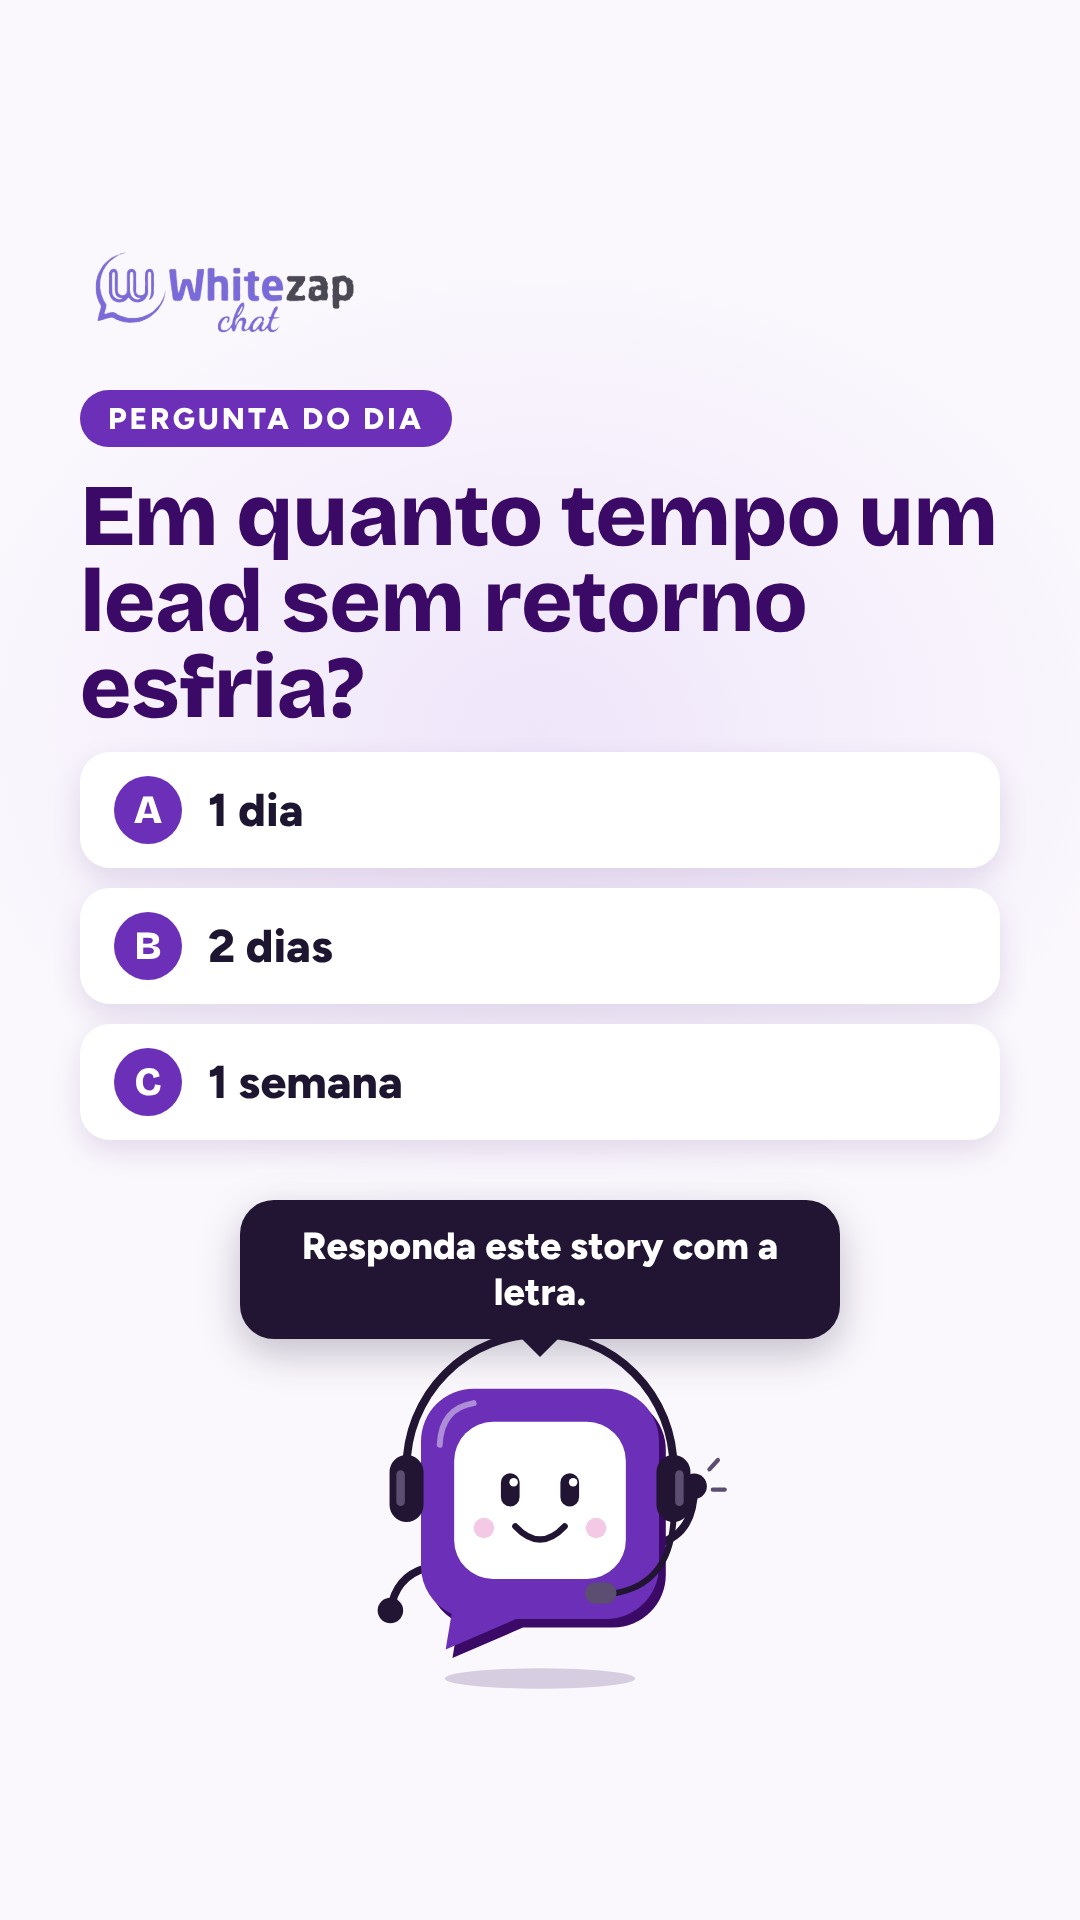 Whitezap
chat
PERGUNTA DO DIA
Em quanto tempo um
lead sem retorno
esfria?
A 1 dia
B 2 dias
C 1 semana
Responda este story com a
letra.